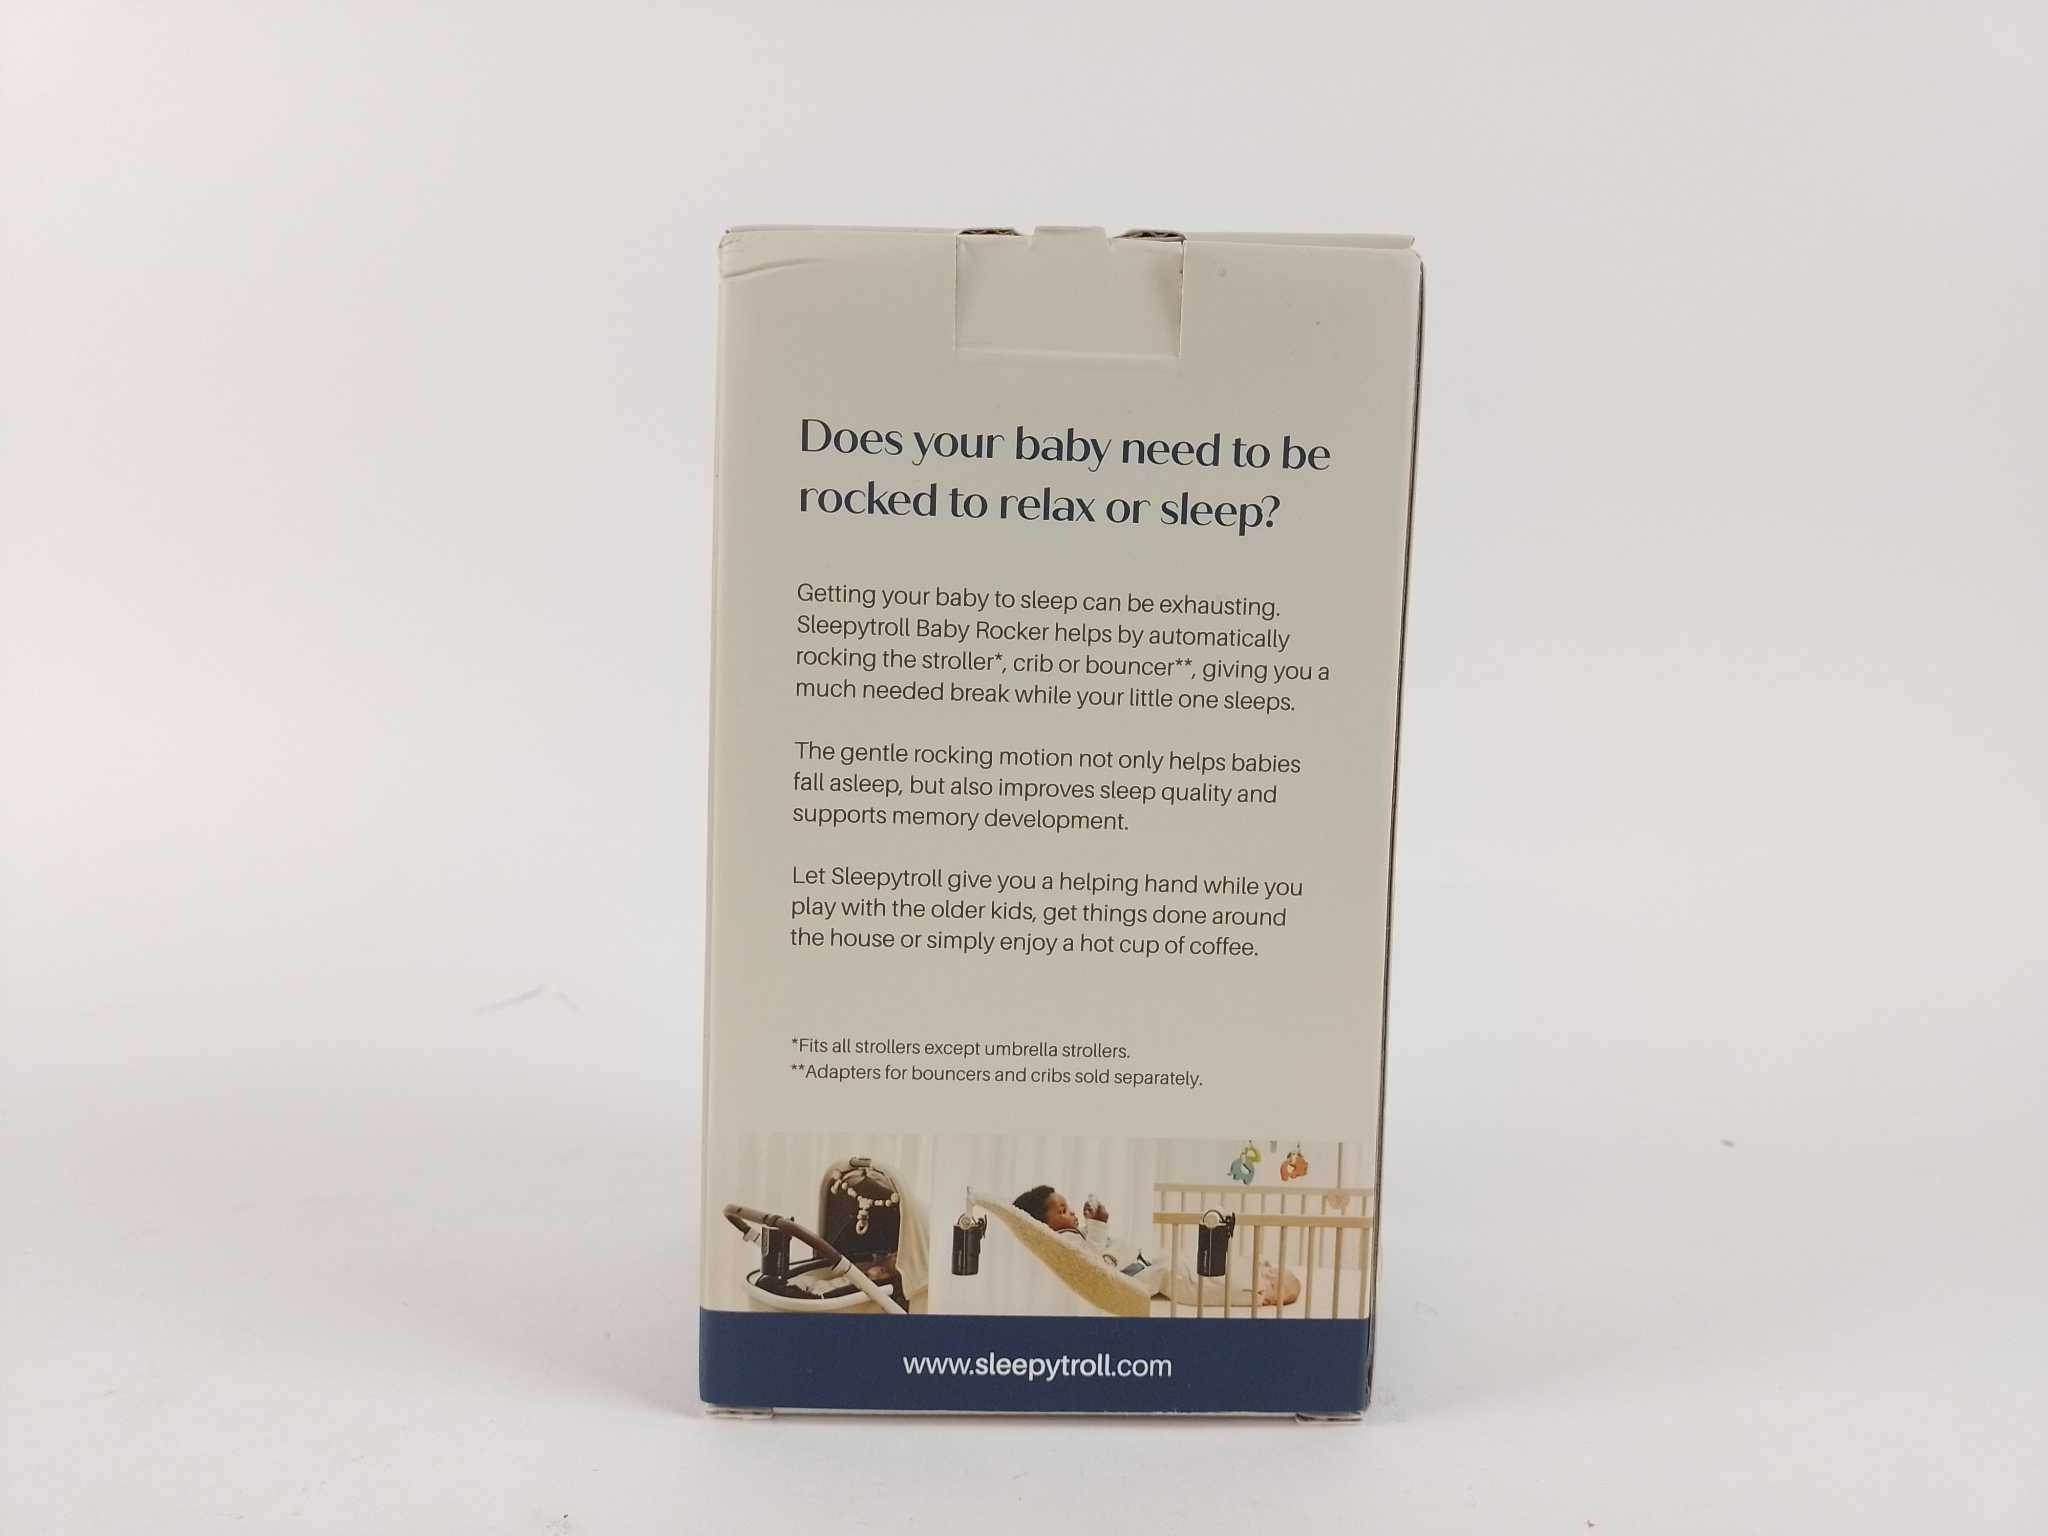 Does your baby need to be
rocked to relax or sleep?
Getting your baby to sleep can be exhausting.
Sleepytroll Baby Rocker helps by automatically
rocking the stroller*, crib or bouncer**, giving you a
much needed break while your little one sleeps.
The gentle rocking motion not only helps babies
fall asleep, but also improves sleep quality and
supports memory development.
Let Sleepytroll give you a helping hand while you
play with the older kids, get things done around
the house or simply enjoy a hot cup of coffee.
*Fits all strollers except umbrella strollers.
**Adapters for bouncers and cribs sold separately.
www.sleepytroll.com